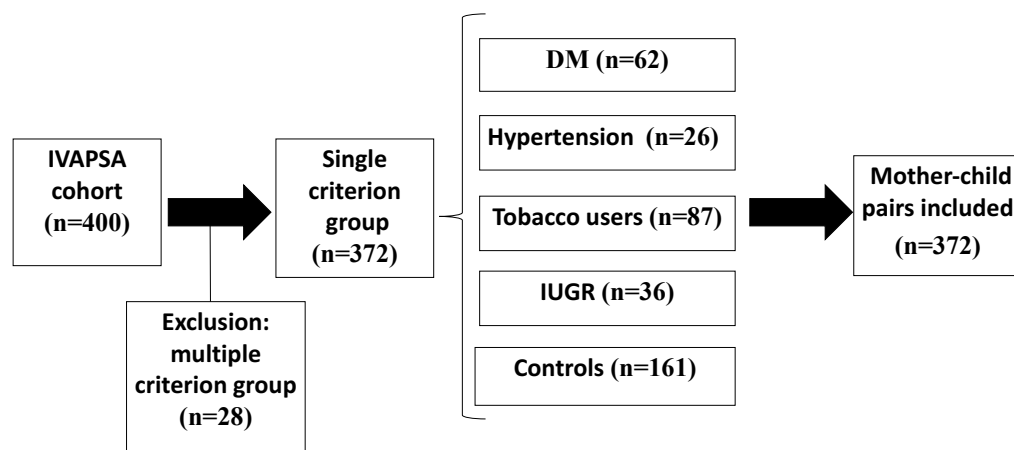 IVAPSA
cohort
(n=400)
Exclusion:
multiple
criterion group
(n=28)
Single
criterion
group
(n=372)
DM (n=62)
Hypertension (n=26)
Tobacco users (n=87)
IUGR (n=36)
Controls (n=161)
Mother-child
pairs included
(n=372)